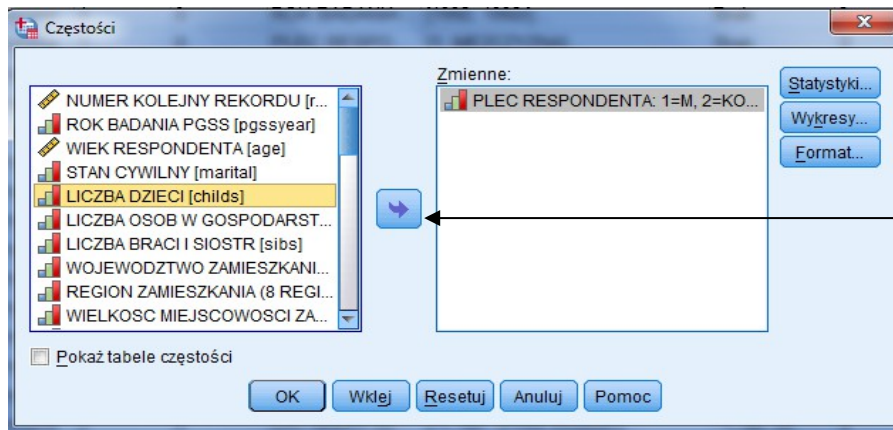 Częstości
NUMER KOLEJNY REKORDU [r...
ROK BADANIA PGSS [pgssyear]
WIEK RESPONDENTA [age]
STAN CYWILNY [marital]
LICZBA DZIECI [childs]
LICZBA OSOB W GOSPODARST...
LICZBA BRACI I SIOSTR [sibs]
WOJEWODZTWO ZAMIESZKANI...
REGION ZAMIESZKANIA (8 REGI...
WIELKOSC MIEJSCOWOSCI ZA...
Pokaż tabele częstości
Zmienne:
PLEC RESPONDENTA: 1=M, 2=KO...
Statystyki...
Wykresy...
Format...
OK Wklej Resetuj Anuluj Pomoc